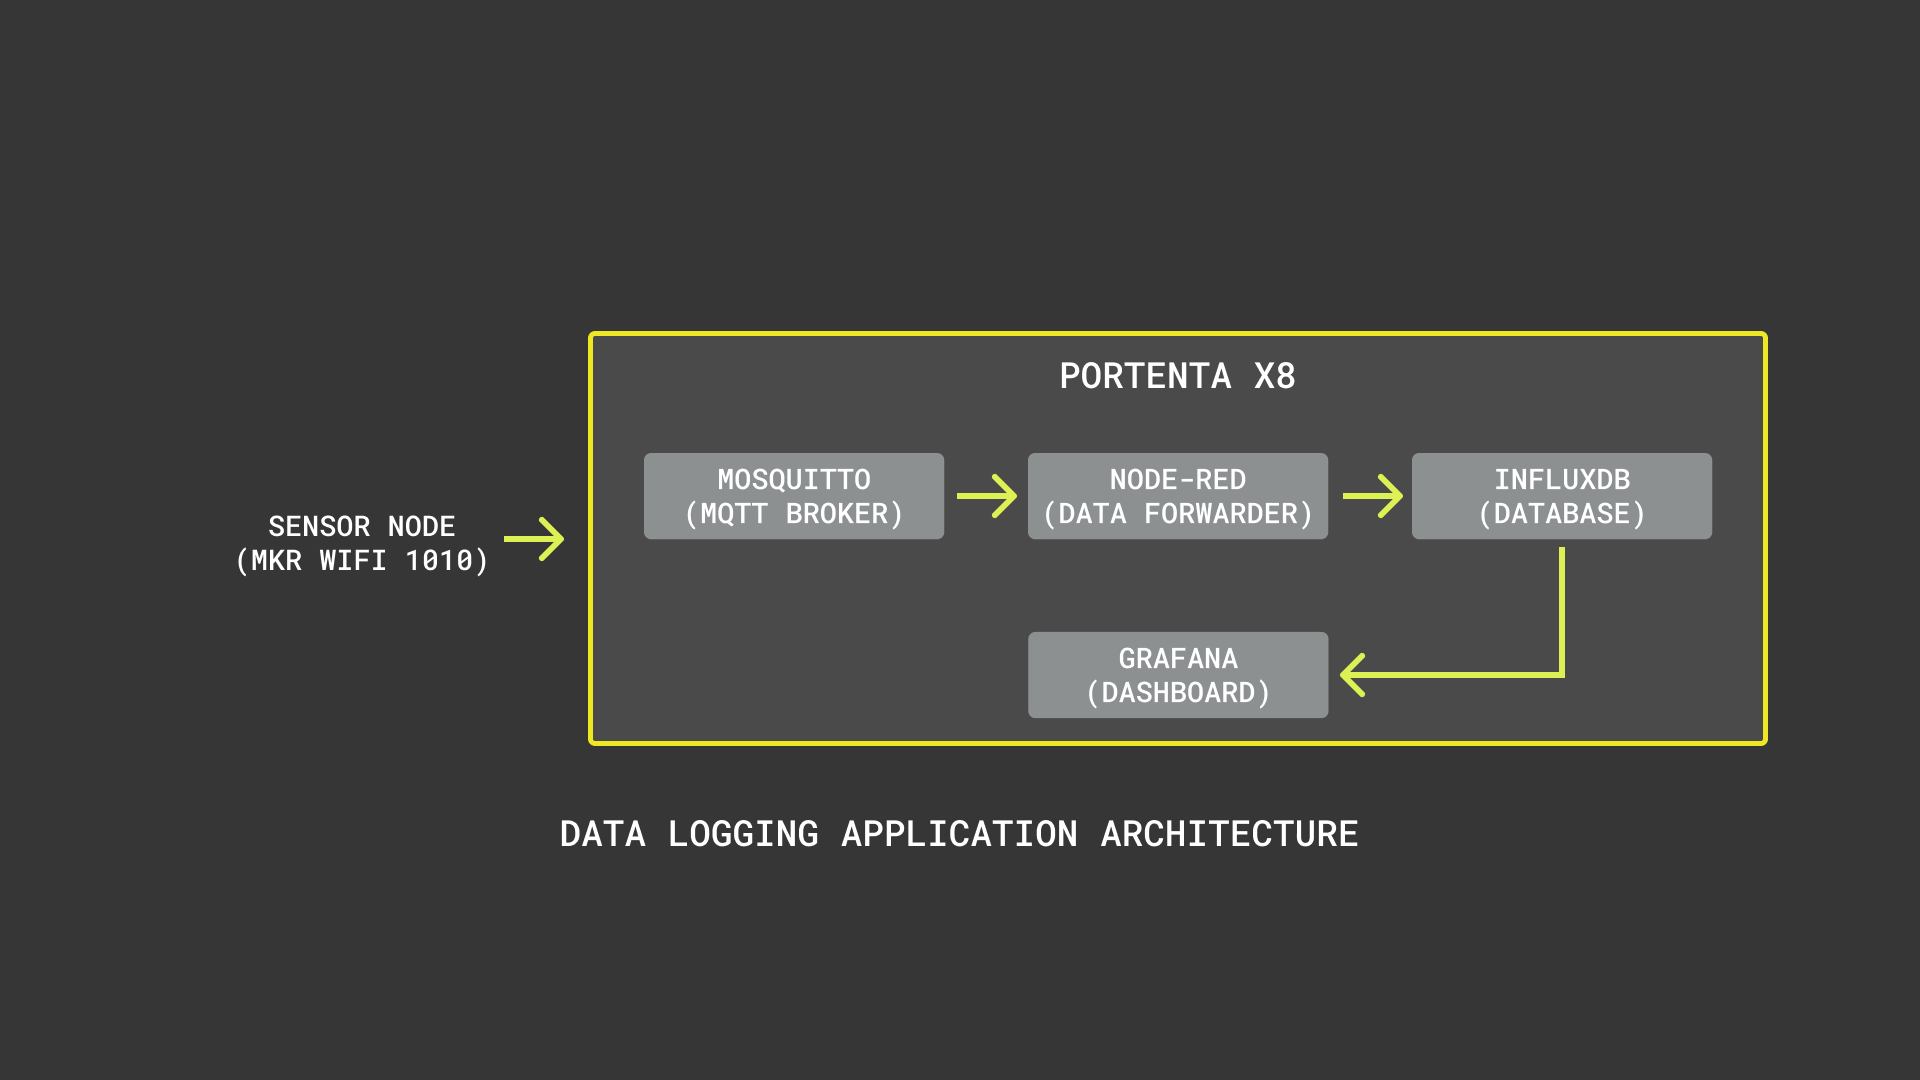 PORTENTA X8
SENSOR NODE
(MKR WIFI 1010)
MOSQUITTO
(MQTT BROKER)
NODE-RED
(DATA FORWARDER)
INFLUXDB
(DATABASE)
GRAFANA
(DASHBOARD)
DATA LOGGING APPLICATION ARCHITECTURE